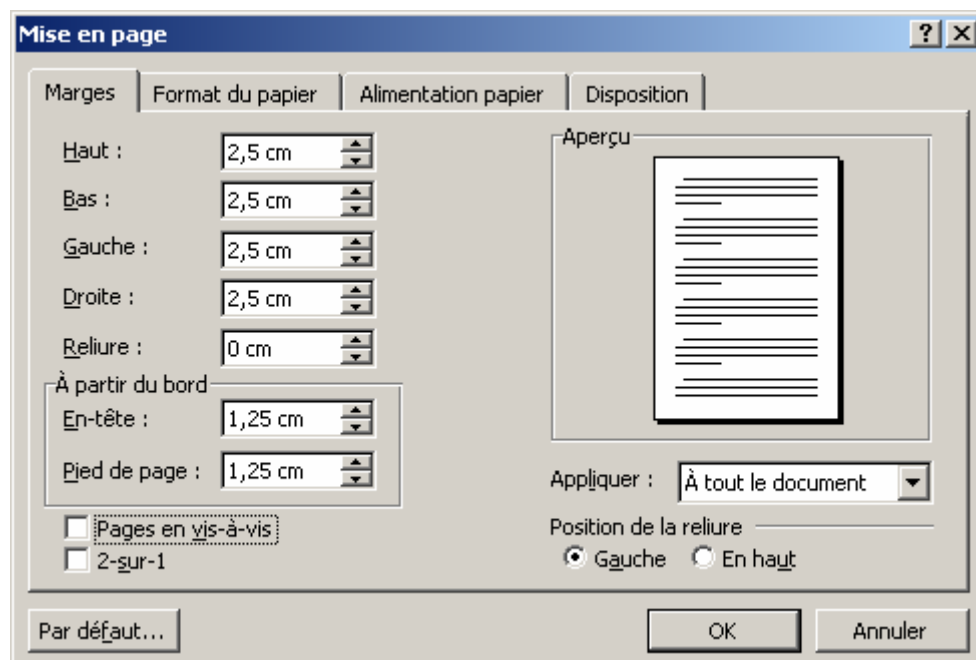 Mise en page
Marges Format du papier Alimentation papier Disposition
Haut : 2,5 cm
Bas : 2,5 cm
Gauche : 2,5 cm
Droite : 2,5 cm
Reliure : 0 cm
À partir du bord
En-tête : 1,25 cm
Pied de page : 1,25 cm
Pages en vis-à-vis
2-sur-1
Aperçu
Appliquer : À tout le document
Position de la reliure
Gauche En haut
Par défaut... OK Annuler